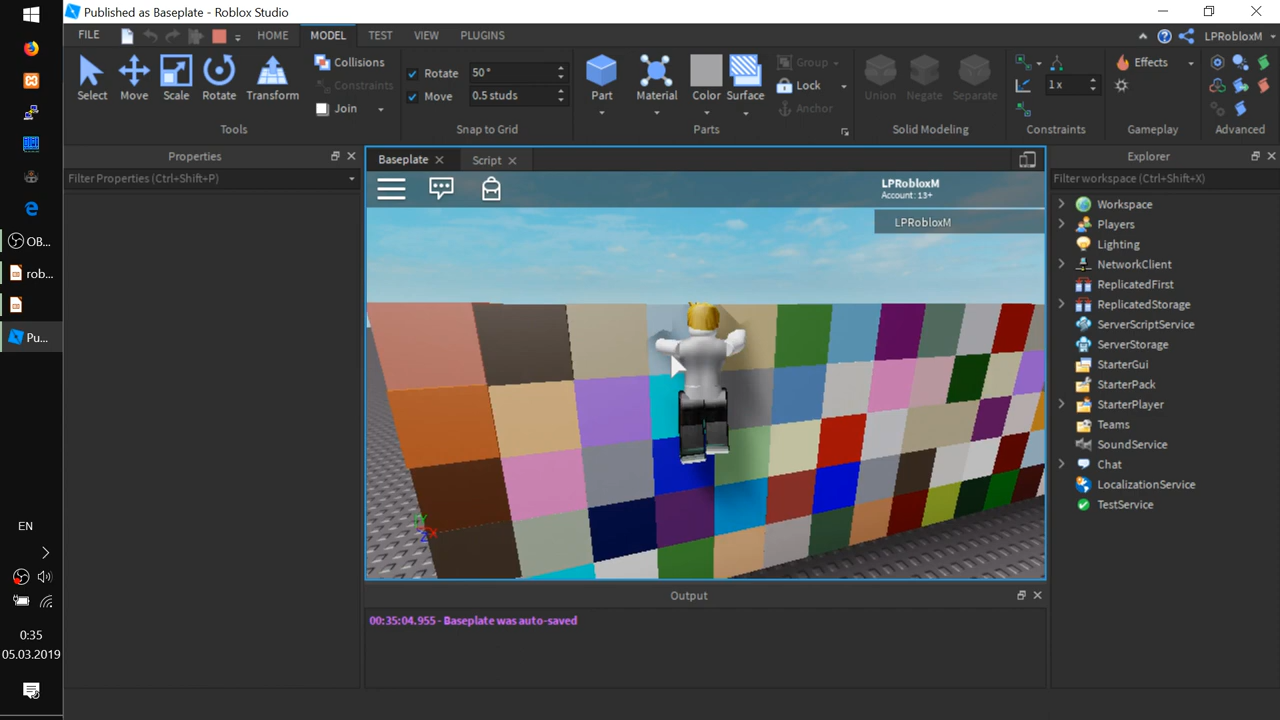 Published as Baseplate - Roblox Studio
FILE
HOME
MODEL
TEST
VIEW
PLUGINS
LPRobloxM
Select
Move
Scale
Rotate
Transform
Collisions
Constraints
Join
Tools
Rotate
50°
Move
0.5 studs
Snap to Grid
Part
Material
Color
Surface
Group
Lock
Anchor
Parts
Union
Negate
Separate
Solid Modeling
1 x
Constraints
Effects
Gameplay
Advanced
Properties
Filter Properties (Ctrl+Shift+P)
Baseplate
Script
LPRobloxM
Account: 13+
LPRobloxM
Y
X
Z
Output
00:35:04.955 - Baseplate was auto-saved
Explorer
Filter workspace (Ctrl+Shift+X)
Workspace
Players
Lighting
NetworkClient
ReplicatedFirst
ReplicatedStorage
ServerScriptService
ServerStorage
StarterGui
StarterPack
StarterPlayer
Teams
SoundService
Chat
LocalizationService
TestService
OB...
rob...
Pu...
EN
0:35
05.03.2019